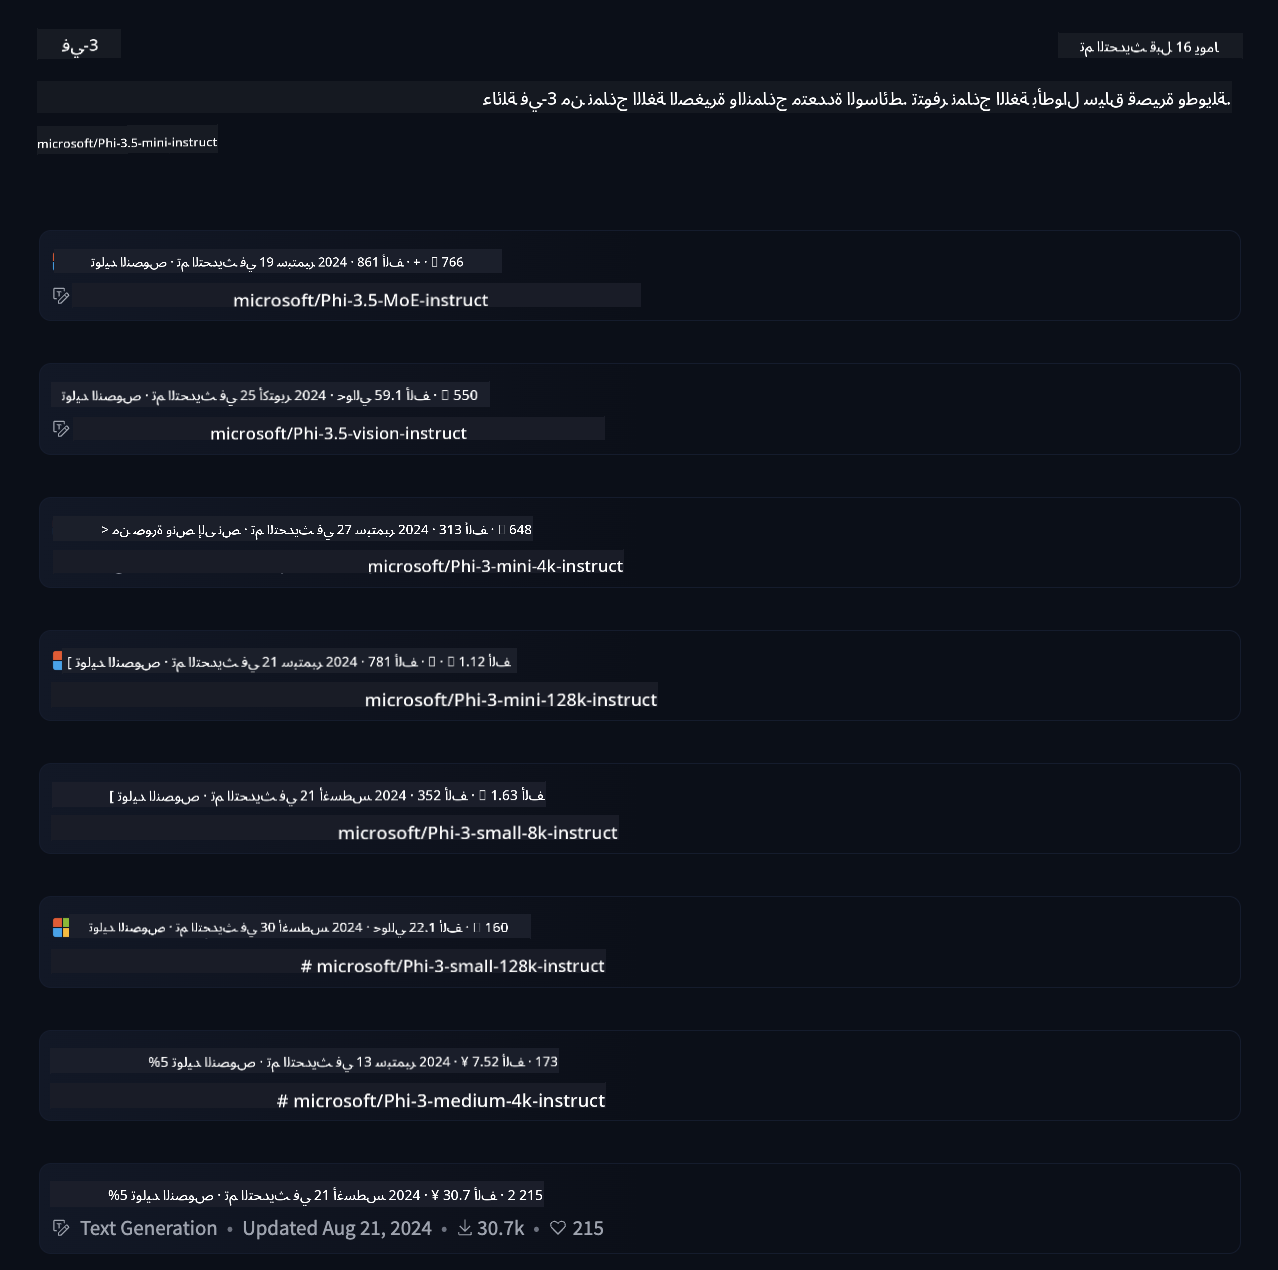 في-3
تم التحديث قبل 16 يوما
عائلة في-3 من نماذج اللغة الصغيرة والنماذج متعددة الوسائط. تتوفر نماذج اللغة بأطوال سياق قصيرة وطويلة.
microsoft/Phi-3.5-mini-instruct
توليد النصوص · تم التحديث في 19 سبتمبر 2024 · 861 ألف · + · 766
microsoft/Phi-3.5-MoE-instruct
توليد النصوص · تم التحديث في 25 أكتوبر 2024 · حوالي 59.1 ألف · 550
microsoft/Phi-3.5-vision-instruct
> من صورة ونص إلى نص · تم التحديث في 27 سبتمبر 2024 · 313 ألف · 648
microsoft/Phi-3-mini-4k-instruct
[ توليد النصوص · تم التحديث في 21 سبتمبر 2024 · 781 ألف · · 1.12 ألف
microsoft/Phi-3-mini-128k-instruct
[ توليد النصوص · تم التحديث في 21 أغسطس 2024 · 352 ألف · 1.63 ألف
microsoft/Phi-3-small-8k-instruct
توليد النصوص · تم التحديث في 30 أغسطس 2024 · حوالي 22.1 ألف · 160
# microsoft/Phi-3-small-128k-instruct
%5 توليد النصوص · تم التحديث في 13 سبتمبر 2024 · ¥ 7.52 ألف · 173
# microsoft/Phi-3-medium-4k-instruct
%5 توليد النصوص · تم التحديث في 21 أغسطس 2024 · ¥ 30.7 ألف · 2 215
Text Generation • Updated Aug 21, 2024 • 30.7k • 215